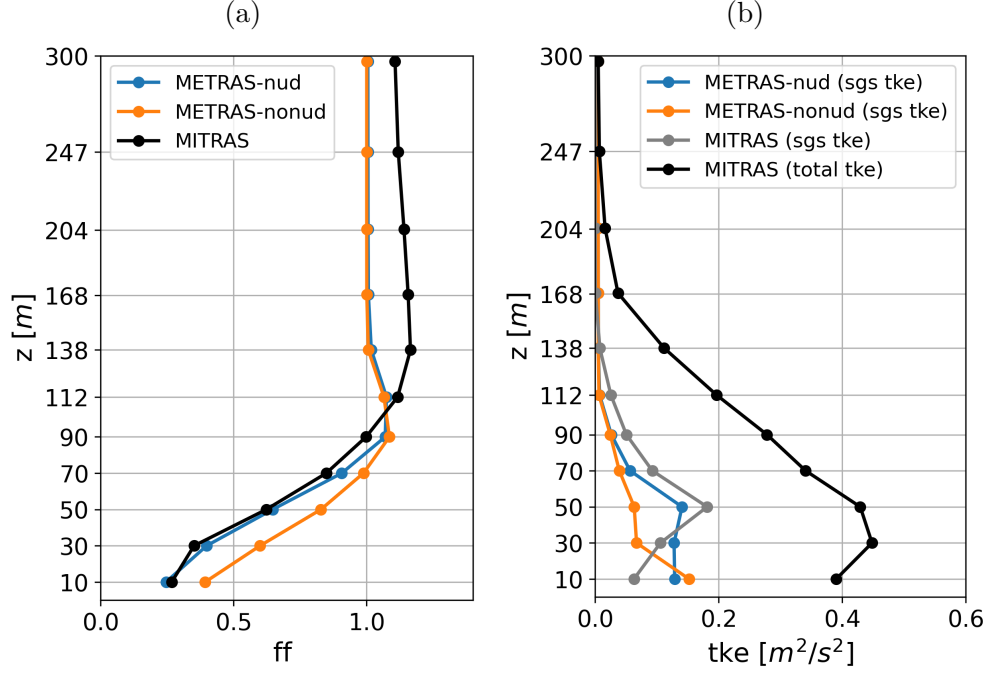 (a)
300
247
204
168
138
112
90
70
50
30
10
z [m]
METRAS-nud
METRAS-nonud
MITRAS
0.0
0.5
1.0
ff
(b)
300
247
204
168
138
112
90
70
50
30
10
z [m]
METRAS-nud (sgs tke)
METRAS-nonud (sgs tke)
MITRAS (sgs tke)
MITRAS (total tke)
0.0
0.2
0.4
0.6
tke [m²/s²]